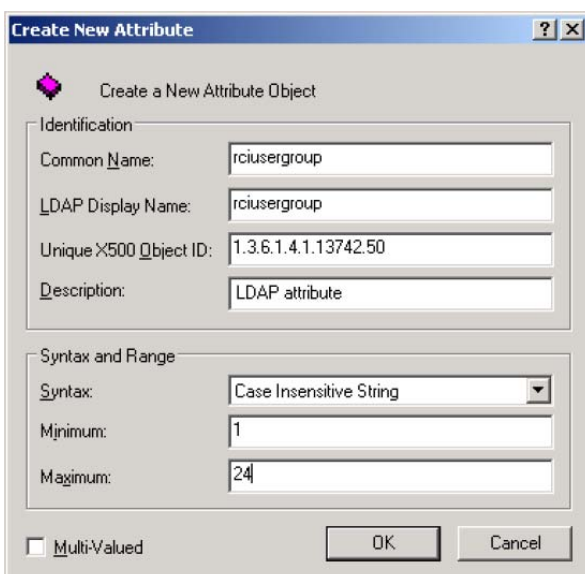 Create New Attribute
Create a New Attribute Object
Identification
Common Name: rciusergroup
LDAP Display Name: rciusergroup
Unique X500 Object ID: 1.3.6.1.4.1.13742.50
Description: LDAP attribute
Syntax and Range
Syntax: Case Insensitive String
Minimum: 1
Maximum: 24
Multi-Valued OK Cancel